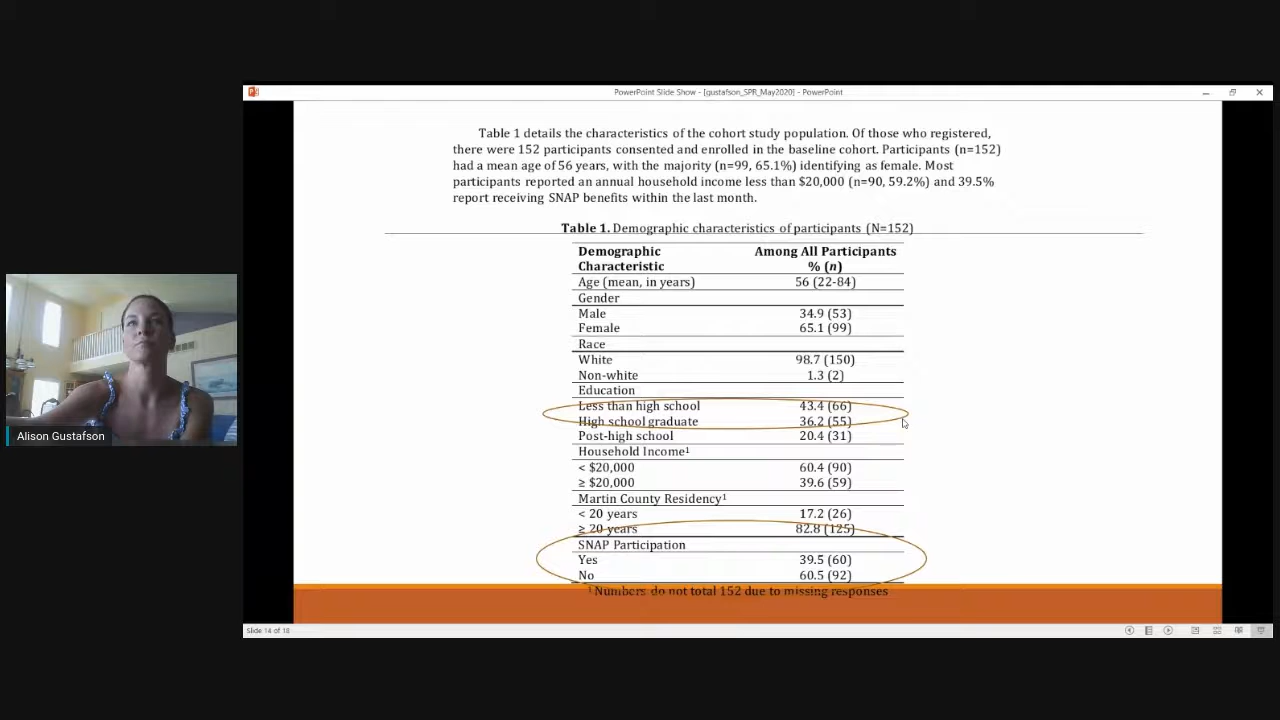 PowerPoint Slide Show - [gustafson_SPR_May2020] - PowerPoint
Table 1 details the characteristics of the cohort study population. Of those who registered,
there were 152 participants consented and enrolled in the baseline cohort. Participants (n=152)
had a mean age of 56 years, with the majority (n=99, 65.1%) identifying as female. Most
participants reported an annual household income less than $20,000 (n=90, 59.2%) and 39.5%
report receiving SNAP benefits within the last month.
Table 1. Demographic characteristics of participants (N=152)
Demographic Among All Participants
Characteristic % (n)
Age (mean, in years) 56 (22-84)
Gender
Male 34.9 (53)
Female 65.1 (99)
Race
White 98.7 (150)
Non-white 1.3 (2)
Education
Less than high school 43.4 (66)
High school graduate 36.2 (55)
Post-high school 20.4 (31)
Household Income¹
< $20,000 60.4 (90)
≥ $20,000 39.6 (59)
Martin County Residency¹
< 20 years 17.2 (26)
≥ 20 years 82.8 (125)
SNAP Participation
Yes 39.5 (60)
No 60.5 (92)
¹ Numbers do not total 152 due to missing responses
Alison Gustafson
Slide 14 of 18